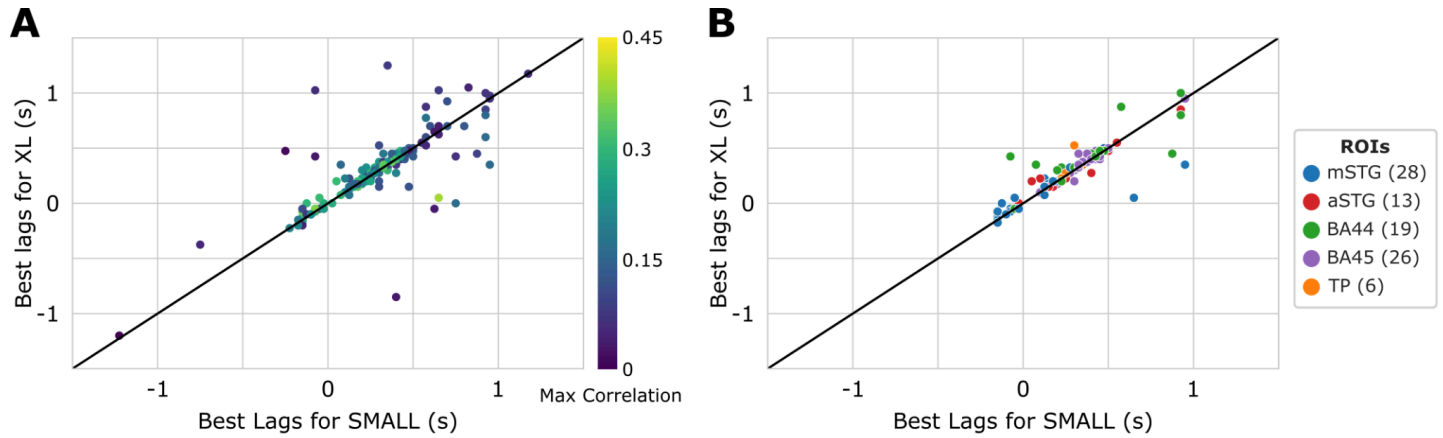 A
Best lags for XL (s)
1
0
-1
-1
0
1
Best Lags for SMALL (s)
0.45
0.3
0.15
0
Max Correlation
B
Best lags for XL (s)
1
0
-1
-1
0
1
Best Lags for SMALL (s)
ROIs
mSTG (28)
aSTG (13)
BA44 (19)
BA45 (26)
TP (6)